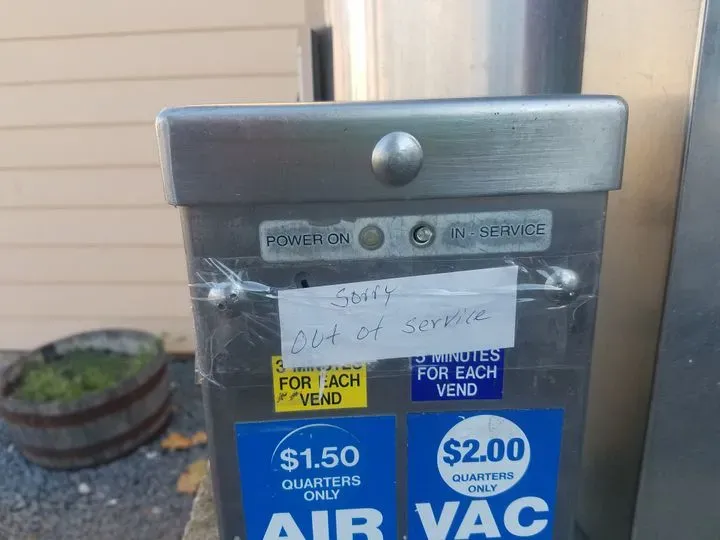 POWER ON IN - SERVICE
Sorry
Out of Service
3 MINUTES
FOR EACH
VEND
3 MINUTES
FOR EACH
VEND
$1.50
QUARTERS
ONLY
AIR
$2.00
QUARTERS
ONLY
VAC